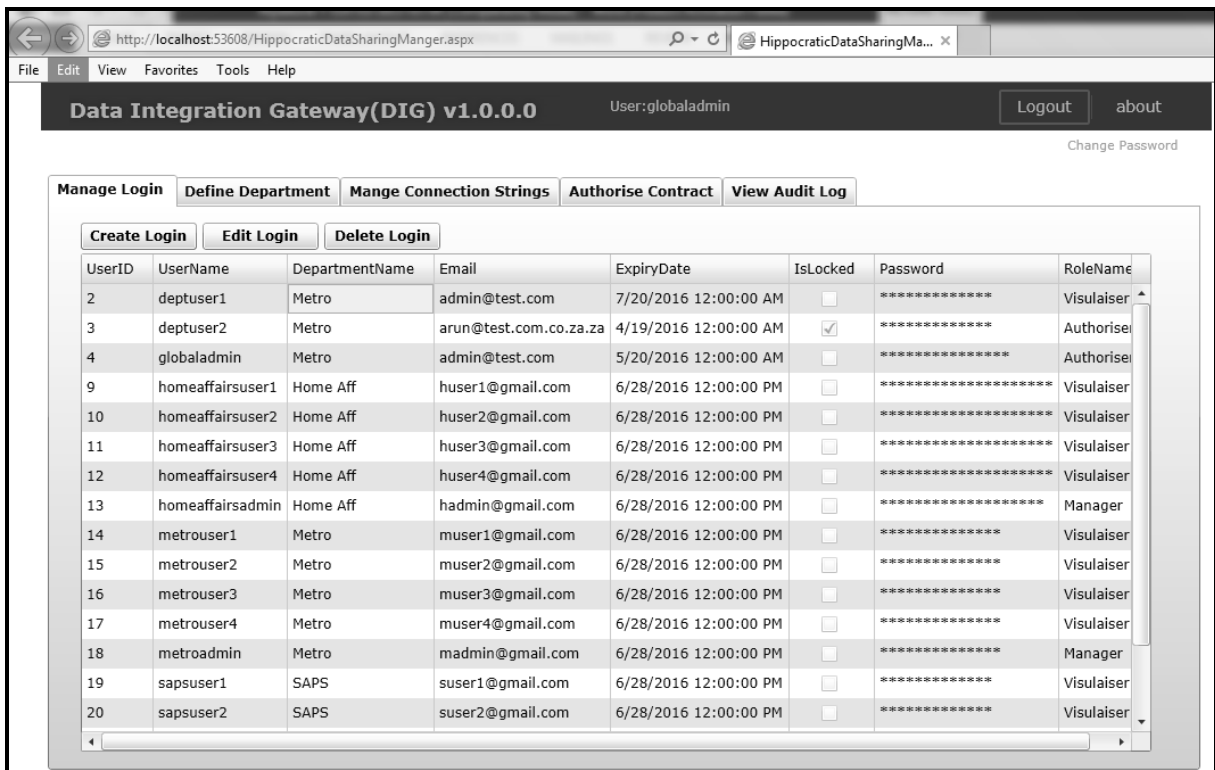 http://localhost:53608/HippocraticDataSharingManger.aspx HippocraticDataSharingMa... ×
File Edit View Favorites Tools Help
Data Integration Gateway(DIG) v1.0.0.0 User:globaladmin Logout about
Change Password
Manage Login Define Department Mange Connection Strings Authorise Contract View Audit Log
Create Login Edit Login Delete Login
UserID UserName DepartmentName Email ExpiryDate IsLocked Password RoleName
2 deptuser1 Metro admin@test.com 7/20/2016 12:00:00 AM ************* Visulaiser
3 deptuser2 Metro arun@test.com.co.za.za 4/19/2016 12:00:00 AM ************* Authoriser
4 globaladmin Metro admin@test.com 5/20/2016 12:00:00 AM *************** Authoriser
9 homeaffairsuser1 Home Aff huser1@gmail.com 6/28/2016 12:00:00 PM ******************** Visulaiser
10 homeaffairsuser2 Home Aff huser2@gmail.com 6/28/2016 12:00:00 PM ******************** Visulaiser
11 homeaffairsuser3 Home Aff huser3@gmail.com 6/28/2016 12:00:00 PM ******************** Visulaiser
12 homeaffairsuser4 Home Aff huser4@gmail.com 6/28/2016 12:00:00 PM ******************** Visulaiser
13 homeaffairsadmin Home Aff hadmin@gmail.com 6/28/2016 12:00:00 PM ******************* Manager
14 metrouser1 Metro muser1@gmail.com 6/28/2016 12:00:00 PM ************** Visulaiser
15 metrouser2 Metro muser2@gmail.com 6/28/2016 12:00:00 PM ************** Visulaiser
16 metrouser3 Metro muser3@gmail.com 6/28/2016 12:00:00 PM ************** Visulaiser
17 metrouser4 Metro muser4@gmail.com 6/28/2016 12:00:00 PM ************** Visulaiser
18 metroadmin Metro madmin@gmail.com 6/28/2016 12:00:00 PM ************** Manager
19 sapsuser1 SAPS suser1@gmail.com 6/28/2016 12:00:00 PM ************* Visulaiser
20 sapsuser2 SAPS suser2@gmail.com 6/28/2016 12:00:00 PM ************* Visulaiser